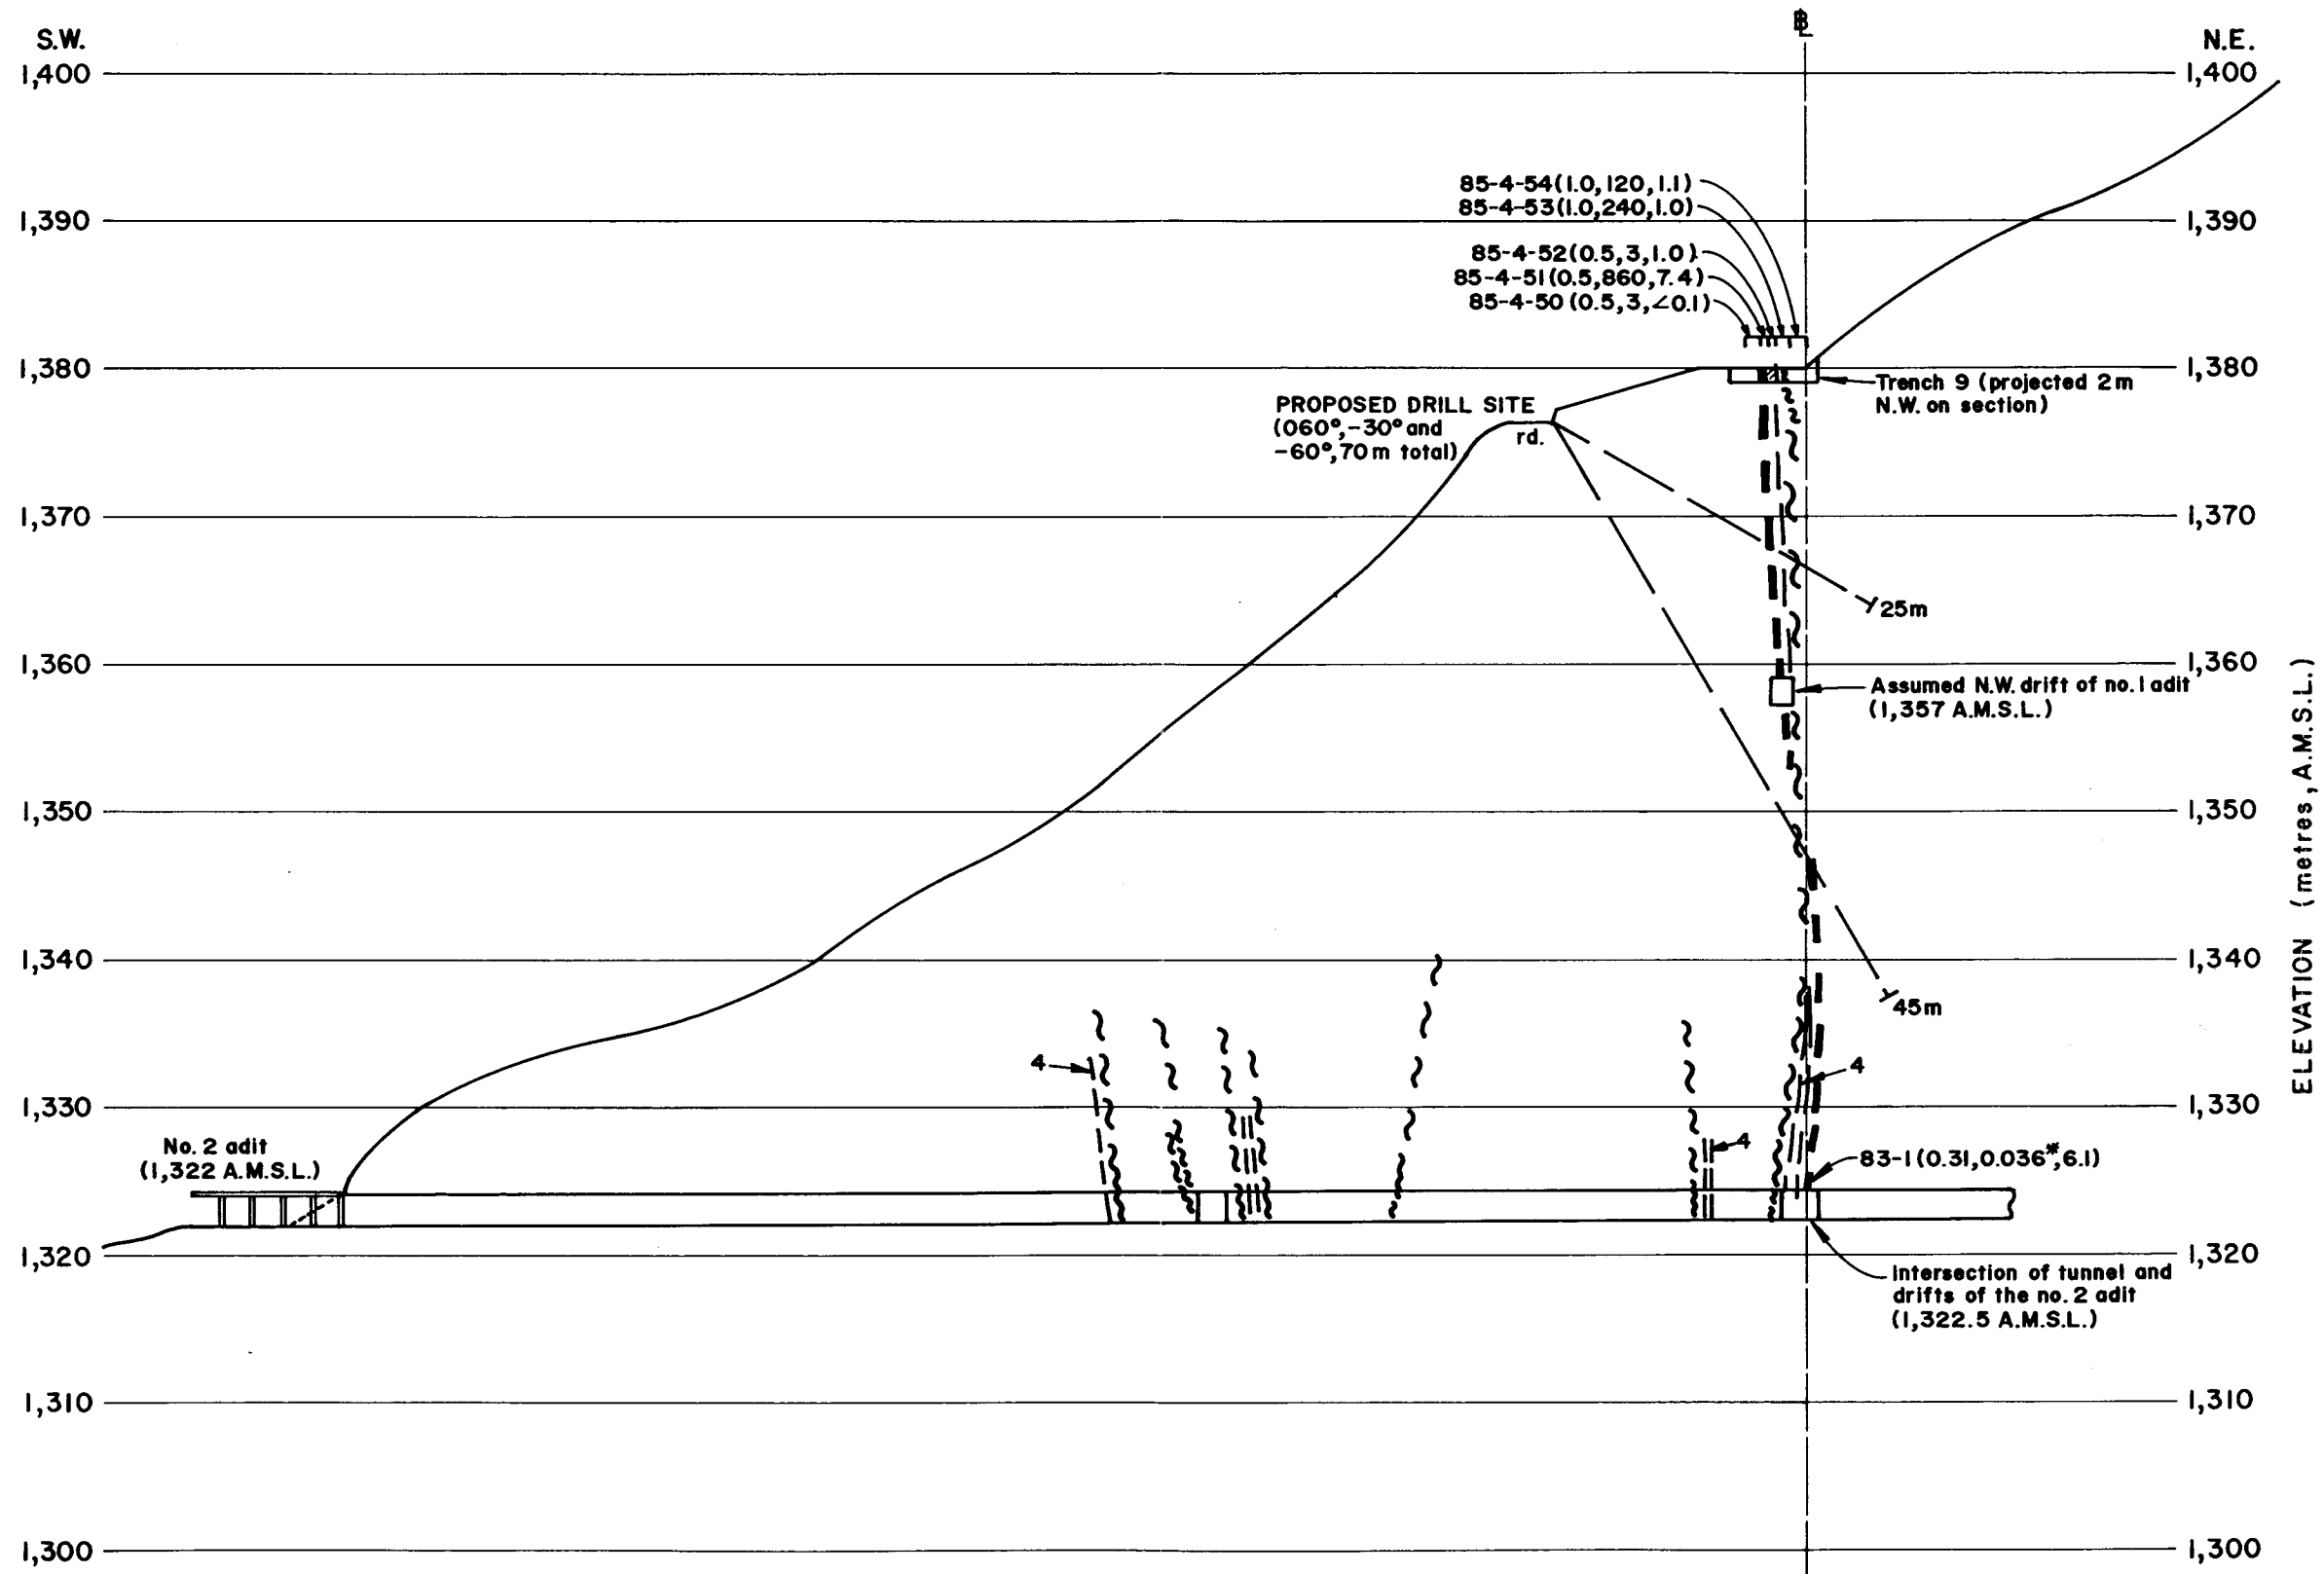 S.W.
N.E.
1,400
1,400
85-4-54(1.0,120,1.1)
85-4-53(1.0,240,1.0)
1,390
1,390
85-4-52(0.5,3,1.0)
85-4-51(0.5,860,7.4)
85-4-50(0.5,3,∠0.1)
1,380
1,380
Trench 9 (projected 2m
N.W. on section)
PROPOSED DRILL SITE
(060°,-30° and
-60°,70m total)
rd.
1,370
1,370
25m
1,360
1,360
Assumed N.W. drift of no.1 adit
(1,357 A.M.S.L.)
1,350
1,350
ELEVATION (metres, A.M.S.L.)
1,340
1,340
45m
4
4
1,330
1,330
No. 2 adit
(1,322 A.M.S.L.)
4
83-1(0.31,0.036*,6.1)
1,320
1,320
Intersection of tunnel and
drifts of the no. 2 adit
(1,322.5 A.M.S.L.)
1,310
1,310
1,300
1,300